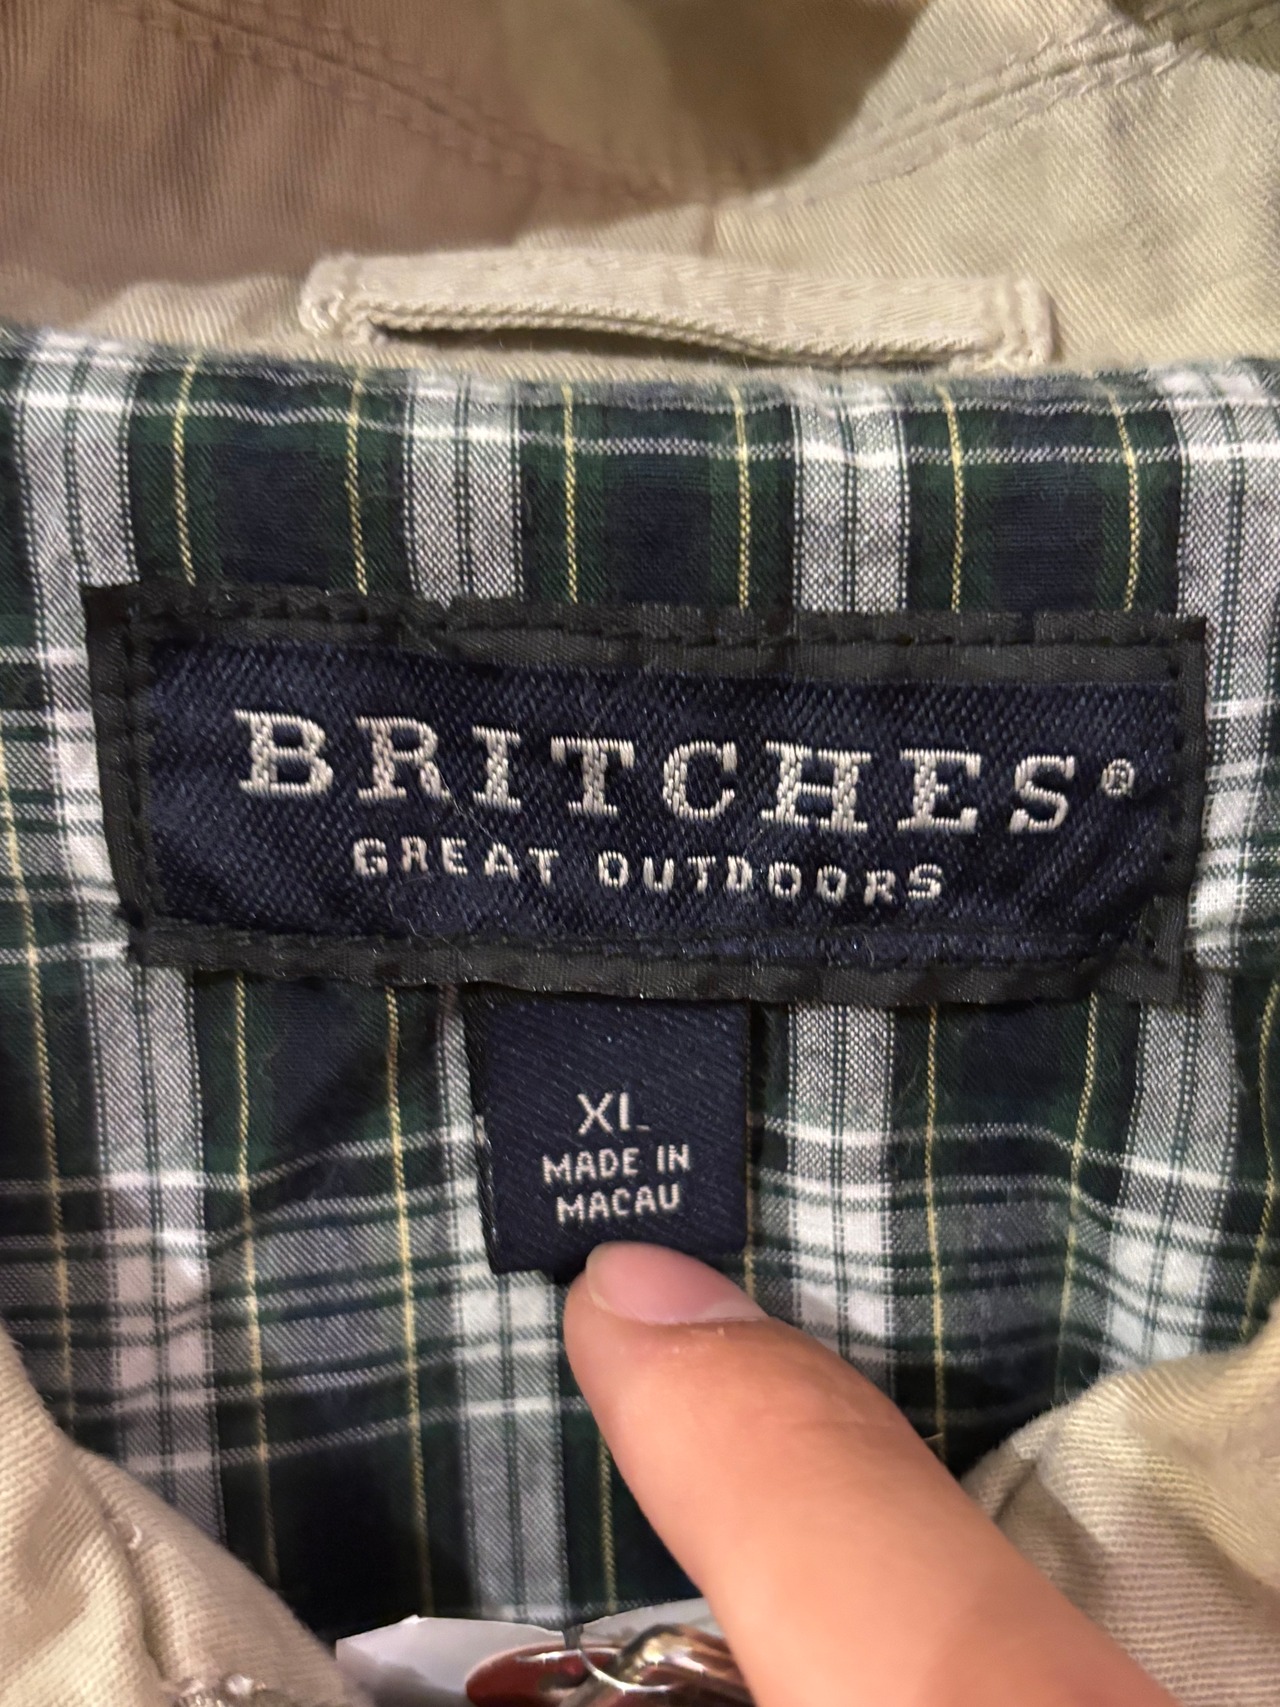 BRITCHES®
GREAT OUTDOORS
XL
MADE IN
MACAU